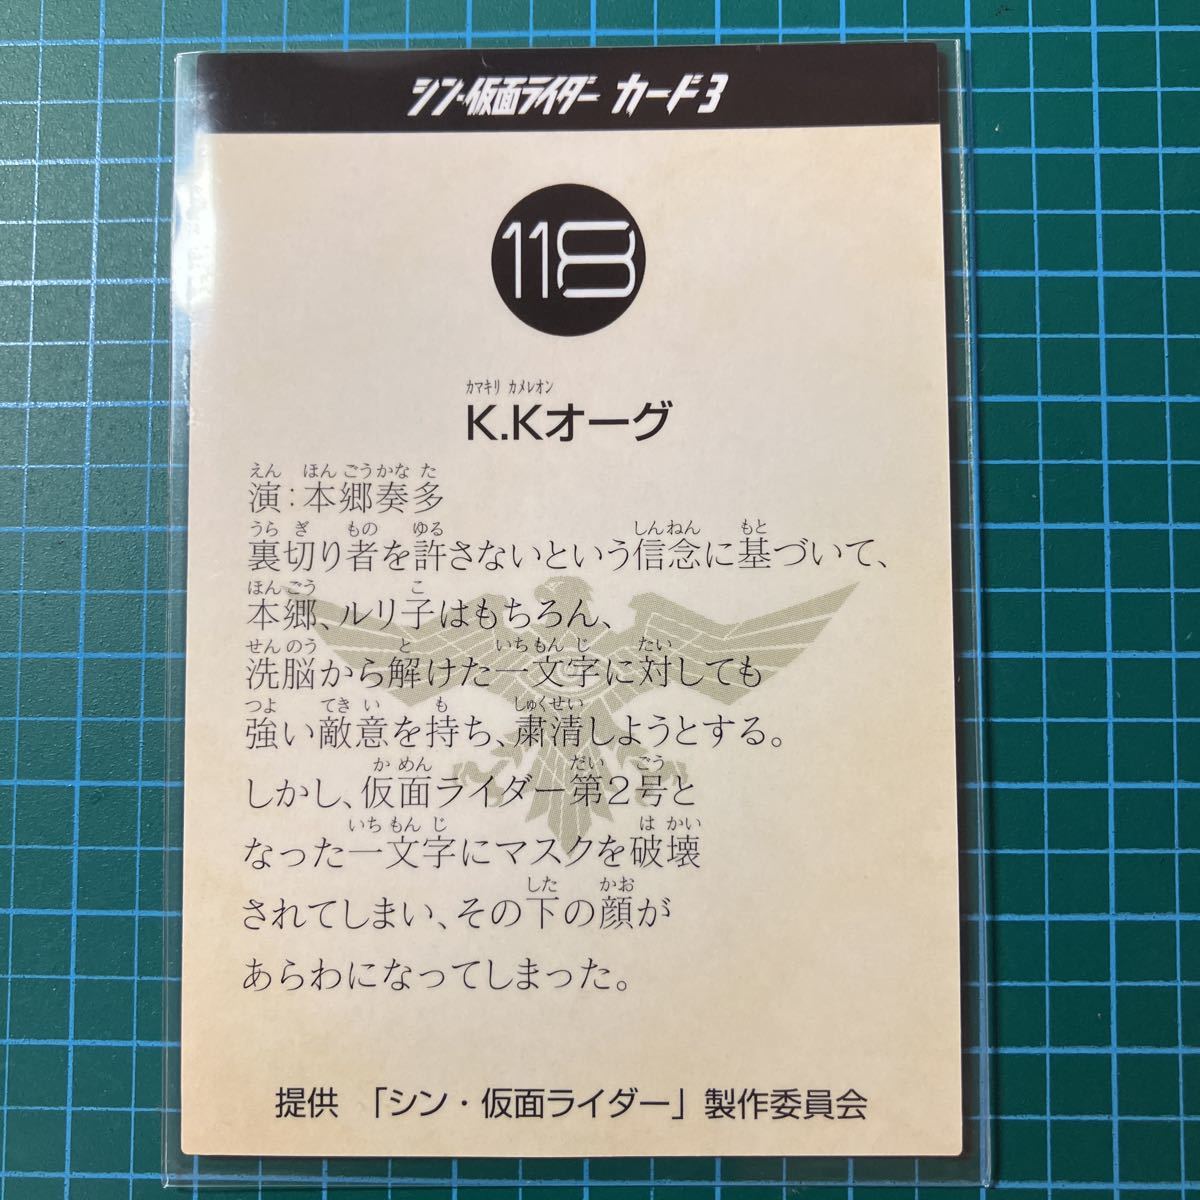 シン・仮面ライダー カード3
118
カマキリ カメレオン
K.Kオーグ
えん ほんごうかなた
演:本郷奏多
うらぎ もの ゆる しんねん もと
裏切り者を許さないという信念に基づいて、
ほんごう こ
本郷、ルリ子はもちろん、
せんのう と いちもんじ たい
洗脳から解けた一文字に対しても
つよ てきい も しゅくせい
強い敵意を持ち、粛清しようとする。
かめん だい ごう
しかし、仮面ライダー第2号と
いちもんじ はかい
なった一文字にマスクを破壊
した かお
されてしまい、その下の顔が
あらわになってしまった。
提供 「シン・仮面ライダー」製作委員会